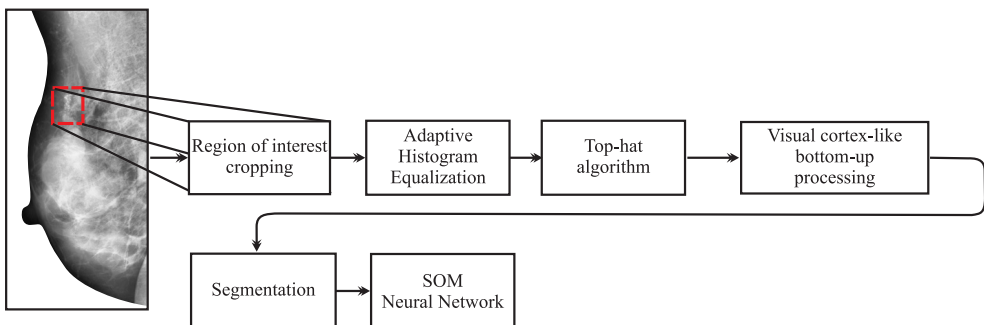 Region of interest
cropping
Adaptive
Histogram
Equalization
Top-hat
algorithm
Visual cortex-like
bottom-up
processing
Segmentation
SOM
Neural Network